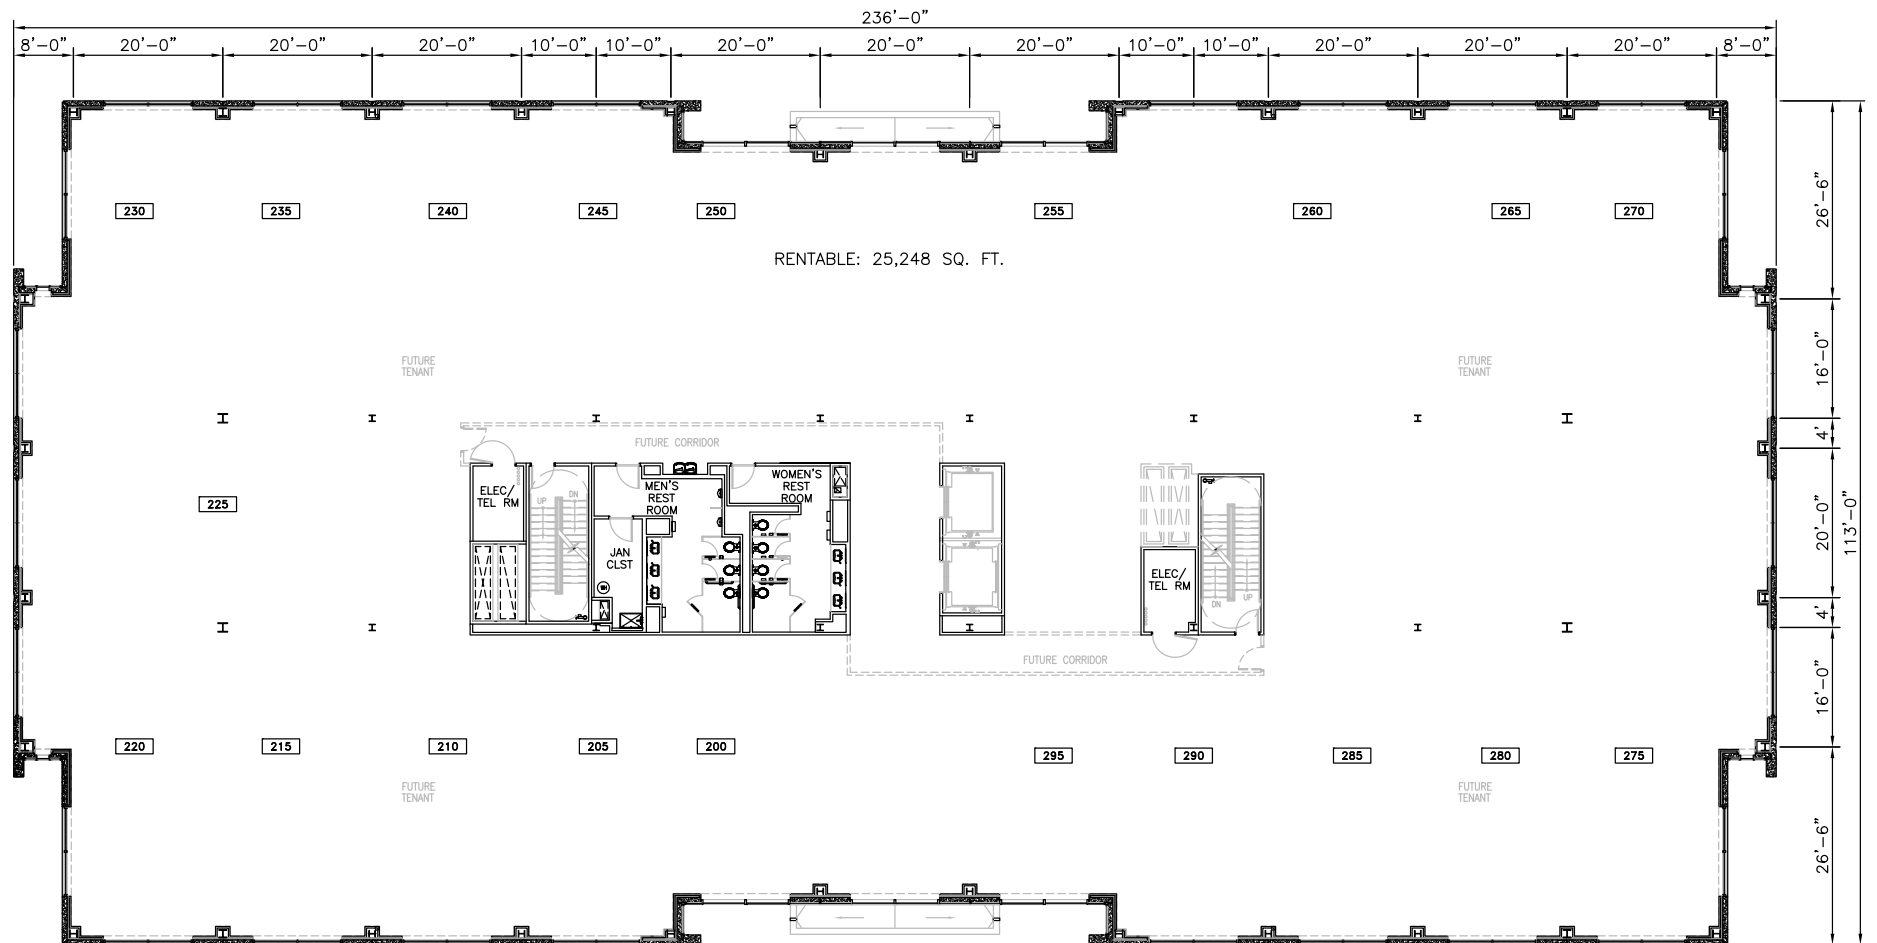 236'-0"
8'-0" 20'-0" 20'-0" 20'-0" 10'-0" 10'-0" 20'-0" 20'-0" 20'-0" 10'-0" 10'-0" 20'-0" 20'-0" 20'-0" 8'-0"
26'-6"
230 235 240 245 250 255 260 265 270
RENTABLE: 25,248 SQ. FT.
16'-0"
FUTURE
TENANT
FUTURE
TENANT
4'
FUTURE CORRIDOR
ELEC/
TEL RM
UP
DN
MEN'S
REST
ROOM
WOMEN'S
REST
ROOM
225
20'-0"
113'-0"
JAN
CLST
ELEC/
TEL RM
DN
UP
4'
FUTURE CORRIDOR
16'-0"
220 215 210 205 200 295 290 285 280 275
FUTURE
TENANT
FUTURE
TENANT
26'-6"